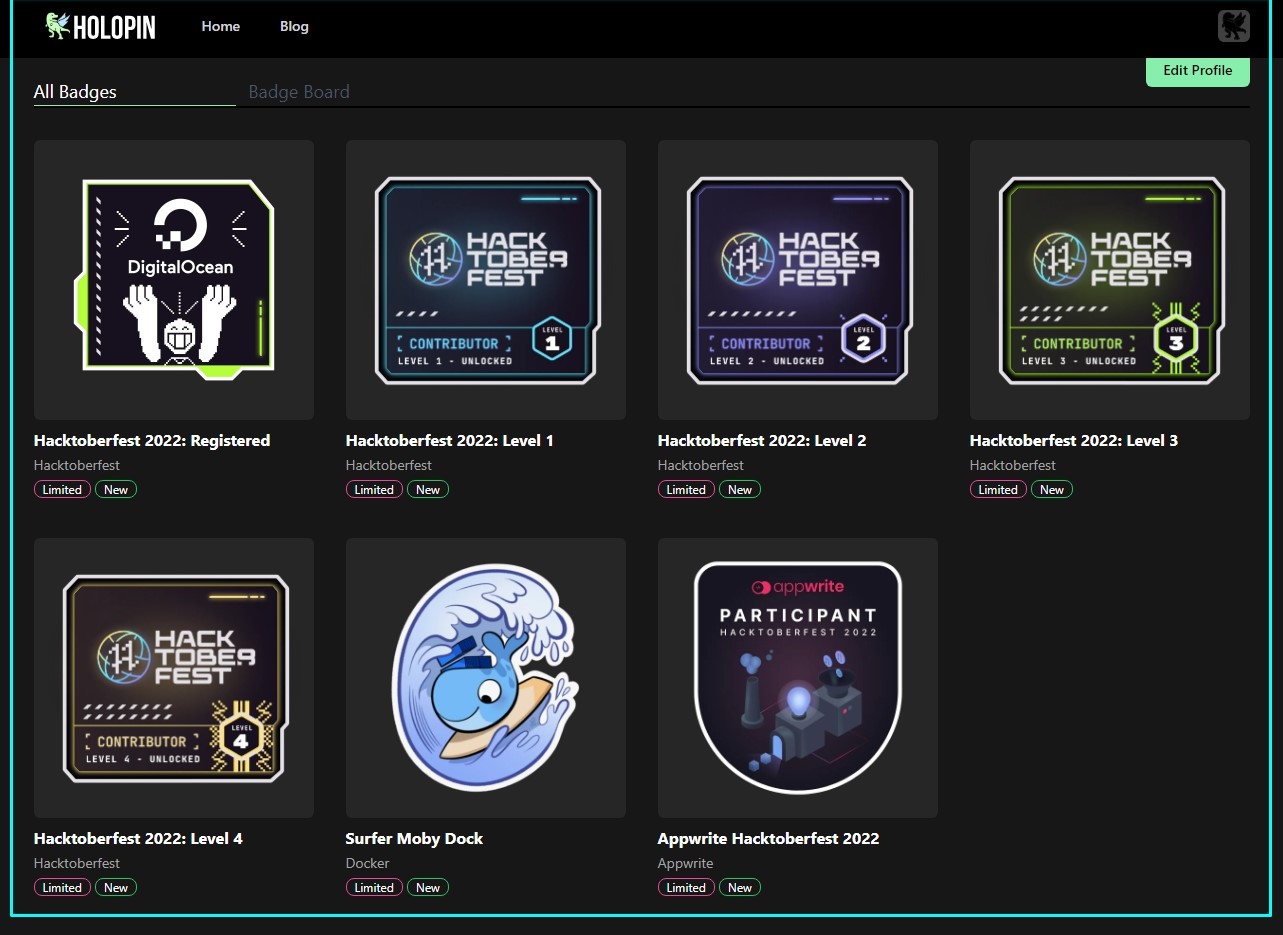 HOLOPIN
Home
Blog
Edit Profile
All Badges
Badge Board
DigitalOcean
HACK
TOBER
FEST
CONTRIBUTOR
LEVEL 1 - UNLOCKED
LEVEL
1
HACK
TOBER
FEST
CONTRIBUTOR
LEVEL 2 - UNLOCKED
LEVEL
2
HACK
TOBER
FEST
CONTRIBUTOR
LEVEL 3 - UNLOCKED
LEVEL
3
Hacktoberfest 2022: Registered
Hacktoberfest
Limited
New
Hacktoberfest 2022: Level 1
Hacktoberfest
Limited
New
Hacktoberfest 2022: Level 2
Hacktoberfest
Limited
New
Hacktoberfest 2022: Level 3
Hacktoberfest
Limited
New
HACK
TOBER
FEST
CONTRIBUTOR
LEVEL 4 - UNLOCKED
LEVEL
4
appwrite
PARTICIPANT
HACKTOBERFEST 2022
Hacktoberfest 2022: Level 4
Hacktoberfest
Limited
New
Surfer Moby Dock
Docker
Limited
New
Appwrite Hacktoberfest 2022
Appwrite
Limited
New